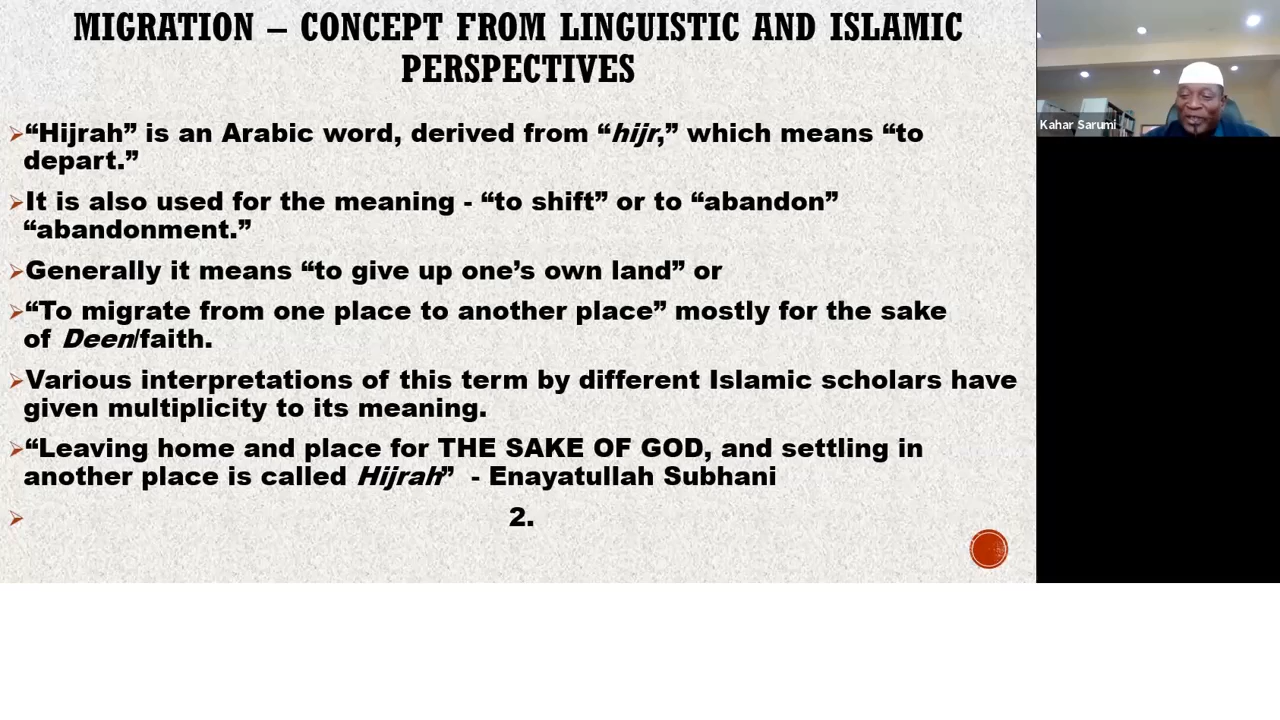 MIGRATION – CONCEPT FROM LINGUISTIC AND ISLAMIC
PERSPECTIVES
“Hijrah” is an Arabic word, derived from “hijr,” which means “to
depart.”
It is also used for the meaning - “to shift” or to “abandon”
“abandonment.”
Generally it means “to give up one’s own land” or
“To migrate from one place to another place” mostly for the sake
of Deen/faith.
Various interpretations of this term by different Islamic scholars have
given multiplicity to its meaning.
“Leaving home and place for THE SAKE OF GOD, and settling in
another place is called Hijrah” - Enayatullah Subhani
2.
Kahar Sarumi